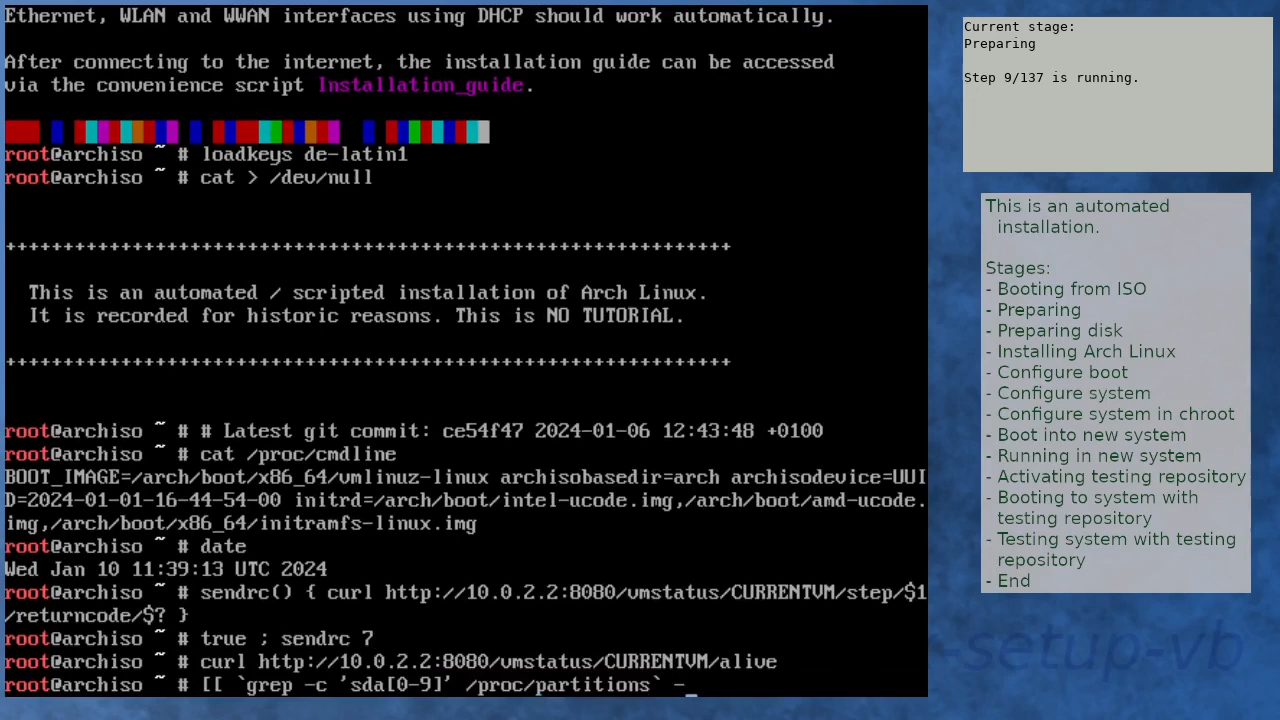 Ethernet, WLAN and WWAN interfaces using DHCP should work automatically.
After connecting to the internet, the installation guide can be accessed
via the convenience script Installation_guide.
root@archiso ~ # loadkeys de-latin1
root@archiso ~ # cat > /dev/null
+++++++++++++++++++++++++++++++++++++++++++++++++++++++++++++++
This is an automated / scripted installation of Arch Linux.
It is recorded for historic reasons. This is NO TUTORIAL.
+++++++++++++++++++++++++++++++++++++++++++++++++++++++++++++++
root@archiso ~ # # Latest git commit: ce54f47 2024-01-06 12:43:48 +0100
root@archiso ~ # cat /proc/cmdline
BOOT_IMAGE=/arch/boot/x86_64/vmlinuz-linux archisobasedir=arch archisodevice=UUI
D=2024-01-01-16-44-54-00 initrd=/arch/boot/intel-ucode.img,/arch/boot/amd-ucode.
img,/arch/boot/x86_64/initramfs-linux.img
root@archiso ~ # date
Wed Jan 10 11:39:13 UTC 2024
root@archiso ~ # sendrc() { curl http://10.0.2.2:8080/vmstatus/CURRENTVM/step/$1
/returncode/$? }
root@archiso ~ # true ; sendrc 7
root@archiso ~ # curl http://10.0.2.2:8080/vmstatus/CURRENTVM/alive
root@archiso ~ # [[ `grep -c 'sda[0-9]' /proc/partitions` -_
Current stage:
Preparing
Step 9/137 is running.
This is an automated
installation.
Stages:
- Booting from ISO
- Preparing
- Preparing disk
- Installing Arch Linux
- Configure boot
- Configure system
- Configure system in chroot
- Boot into new system
- Running in new system
- Activating testing repository
- Booting to system with
testing repository
- Testing system with testing
repository
- End
-setup-vb